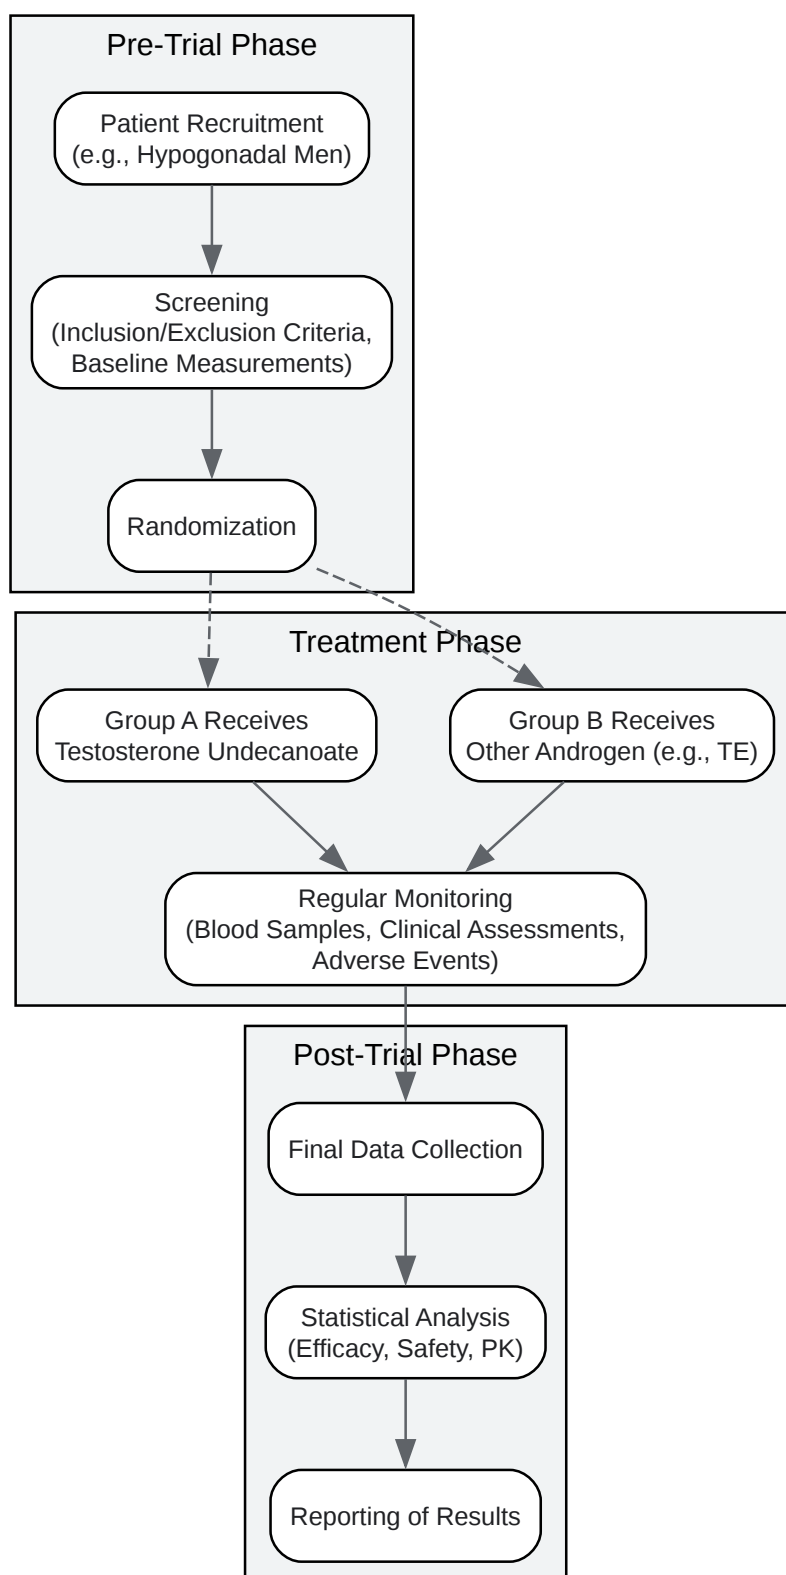 Pre-Trial Phase
Patient Recruitment
(e.g., Hypogonadal Men)
Screening
(Inclusion/Exclusion Criteria,
Baseline Measurements)
Randomization
Treatment Phase
Group A Receives
Testosterone Undecanoate
Group B Receives
Other Androgen (e.g., TE)
Regular Monitoring
(Blood Samples, Clinical Assessments,
Adverse Events)
Post-Trial Phase
Final Data Collection
Statistical Analysis
(Efficacy, Safety, PK)
Reporting of Results